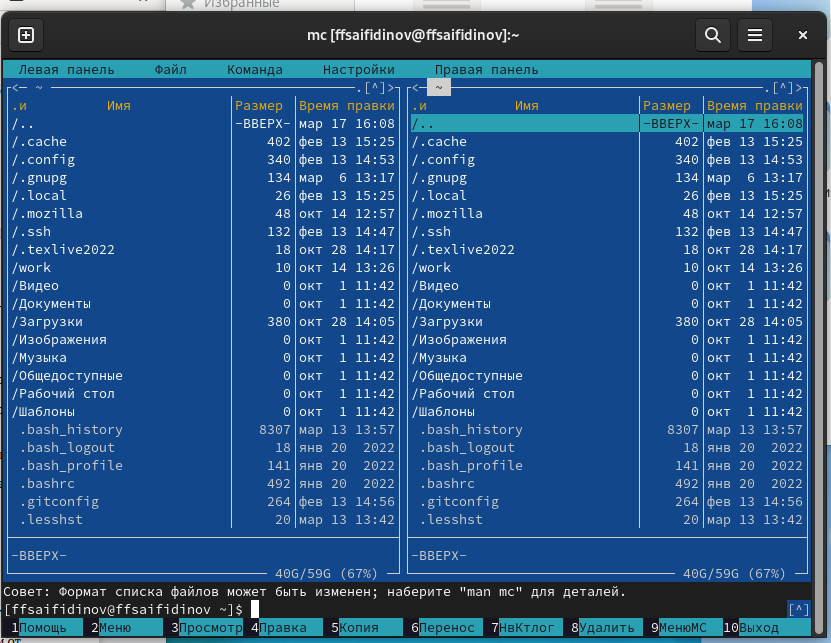 Избранные
mc [ffsaifidinov@ffsaifidinov]:~
Левая панель Файл Команда Настройки Правая панель
<— ~ .[^]> <— ~ .[^]>
.и Имя Размер Время правки .и Имя Размер Время правки
/.. -ВВЕРХ- мар 17 16:08 /.. -ВВЕРХ- мар 17 16:08
/.cache 402 фев 13 15:25 /.cache 402 фев 13 15:25
/.config 340 фев 13 14:53 /.config 340 фев 13 14:53
/.gnupg 134 мар 6 13:17 /.gnupg 134 мар 6 13:17
/.local 26 фев 13 15:25 /.local 26 фев 13 15:25
/.mozilla 48 окт 14 12:57 /.mozilla 48 окт 14 12:57
/.ssh 132 фев 13 14:47 /.ssh 132 фев 13 14:47
/.texlive2022 18 окт 28 14:17 /.texlive2022 18 окт 28 14:17
/work 10 окт 14 13:26 /work 10 окт 14 13:26
/Видео 0 окт 1 11:42 /Видео 0 окт 1 11:42
/Документы 0 окт 1 11:42 /Документы 0 окт 1 11:42
/Загрузки 380 окт 28 14:05 /Загрузки 380 окт 28 14:05
/Изображения 0 окт 1 11:42 /Изображения 0 окт 1 11:42
/Музыка 0 окт 1 11:42 /Музыка 0 окт 1 11:42
/Общедоступные 0 окт 1 11:42 /Общедоступные 0 окт 1 11:42
/Рабочий стол 0 окт 1 11:42 /Рабочий стол 0 окт 1 11:42
/Шаблоны 0 окт 1 11:42 /Шаблоны 0 окт 1 11:42
.bash_history 8307 мар 13 13:57 .bash_history 8307 мар 13 13:57
.bash_logout 18 янв 20 2022 .bash_logout 18 янв 20 2022
.bash_profile 141 янв 20 2022 .bash_profile 141 янв 20 2022
.bashrc 492 янв 20 2022 .bashrc 492 янв 20 2022
.gitconfig 264 фев 13 14:56 .gitconfig 264 фев 13 14:56
.lesshst 20 мар 13 13:42 .lesshst 20 мар 13 13:42
-ВВЕРХ- -ВВЕРХ-
40G/59G (67%) 40G/59G (67%)
Совет: Формат списка файлов может быть изменен; наберите "man mc" для деталей.
[ffsaifidinov@ffsaifidinov ~]$ [^]
1Помощь 2Меню 3Просмотр 4Правка 5Копия 6Перенос 7НвКтлог 8Удалить 9МенюМС 10Выход